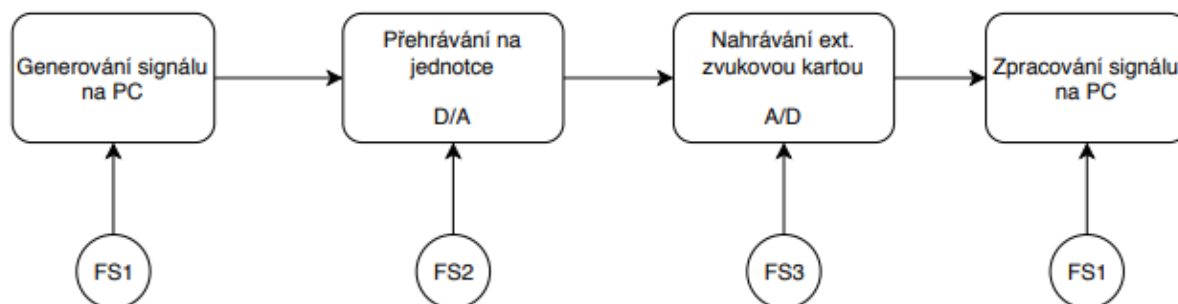 Generování signálu
na PC
Přehrávání na
jednotce
D/A
Nahrávání ext.
zvukovou kartou
A/D
Zpracování signálu
na PC
FS1
FS2
FS3
FS1